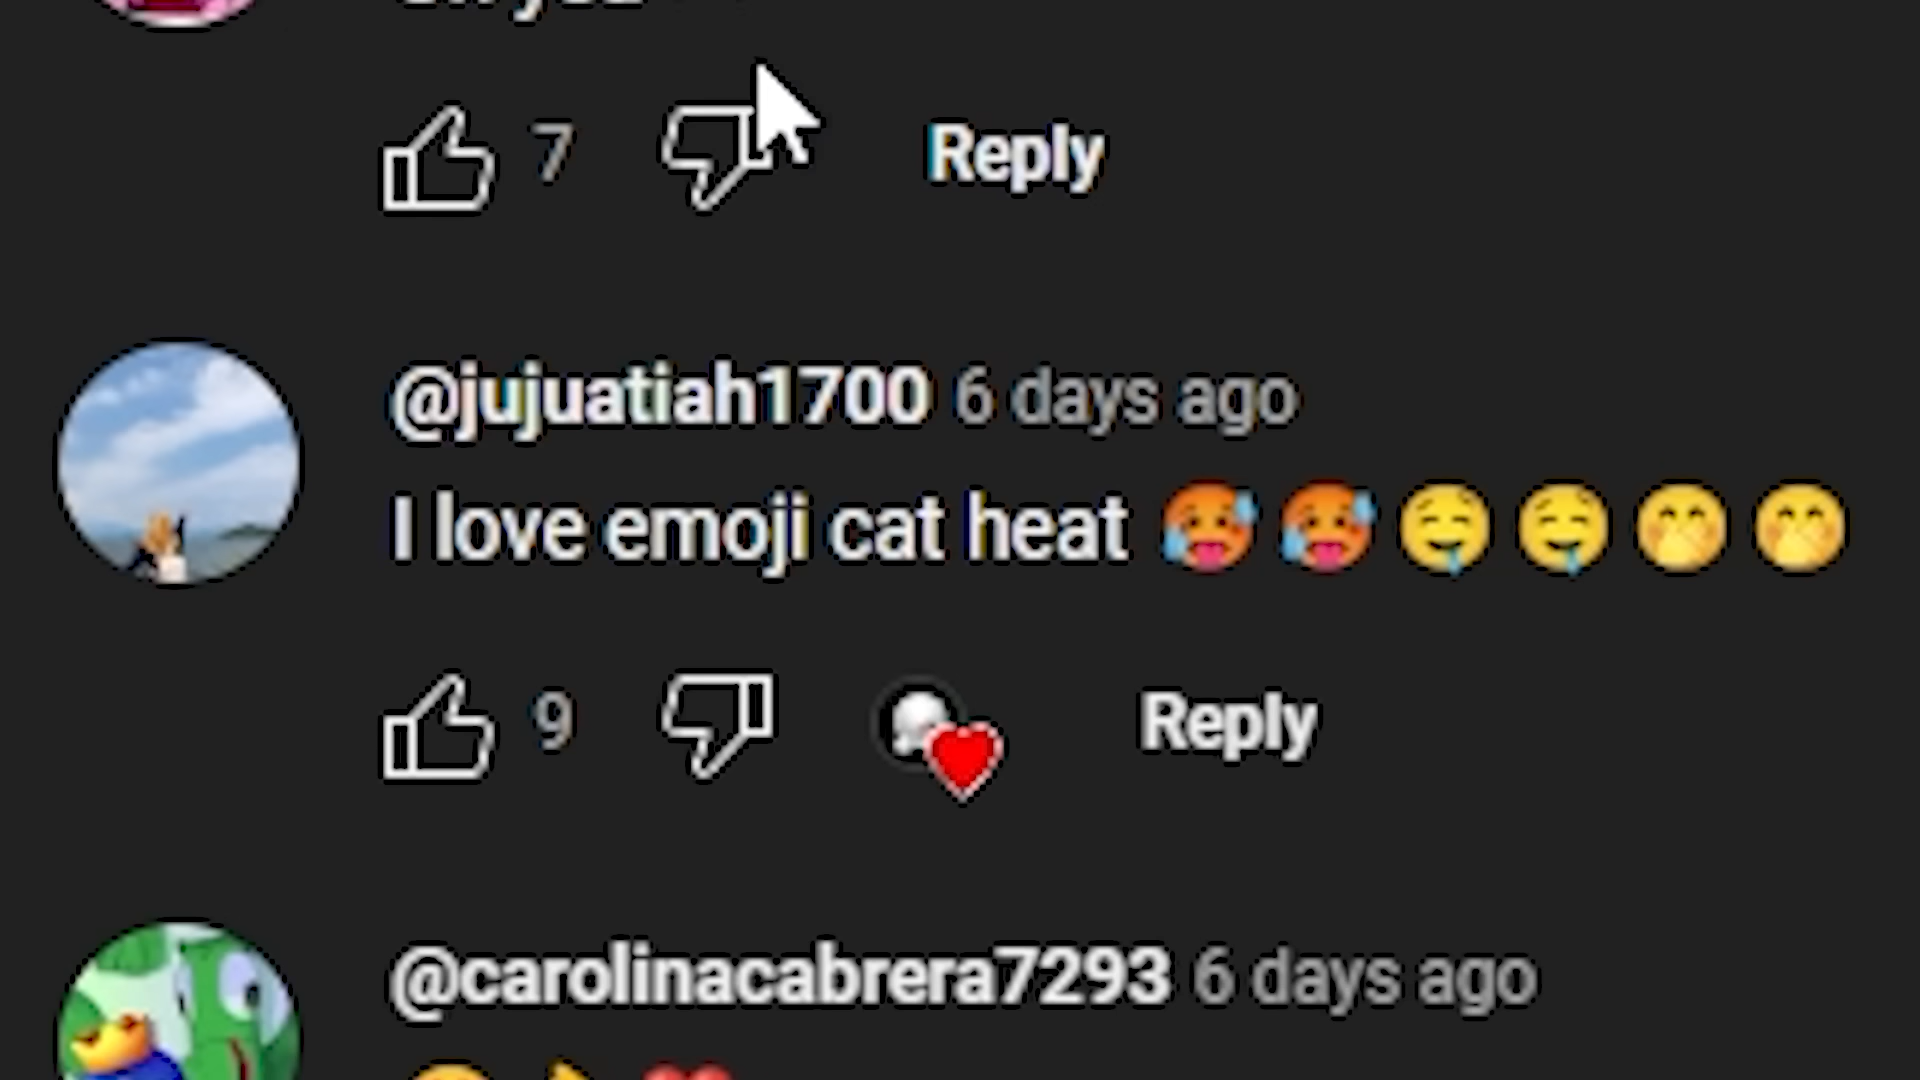 7 Reply
@jujuatiah1700 6 days ago
I love emoji cat heat 🥵🥵🤤🤤🤭🤭
9 Reply
@carolinacabrera7293 6 days ago